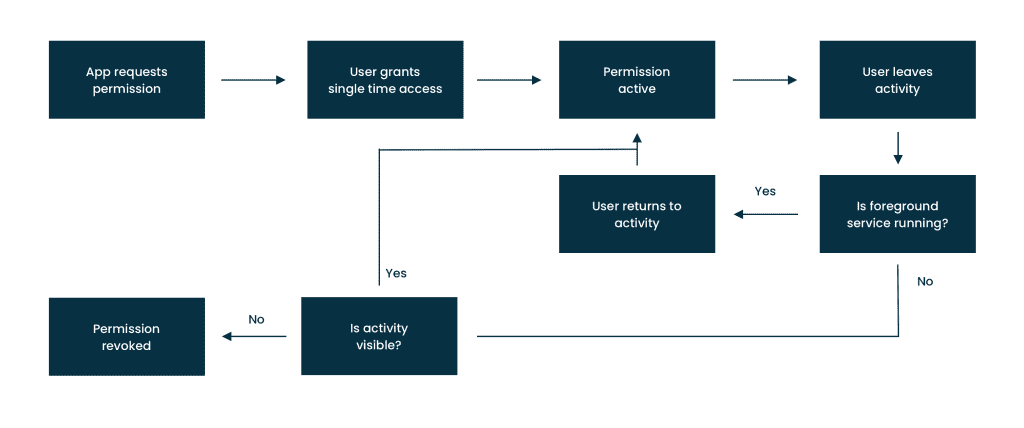 App requests
permission
User grants
single time access
Permission
active
User leaves
activity
User returns to
activity
Yes
Is foreground
service running?
Yes
No
Permission
revoked
No
Is activity
visible?